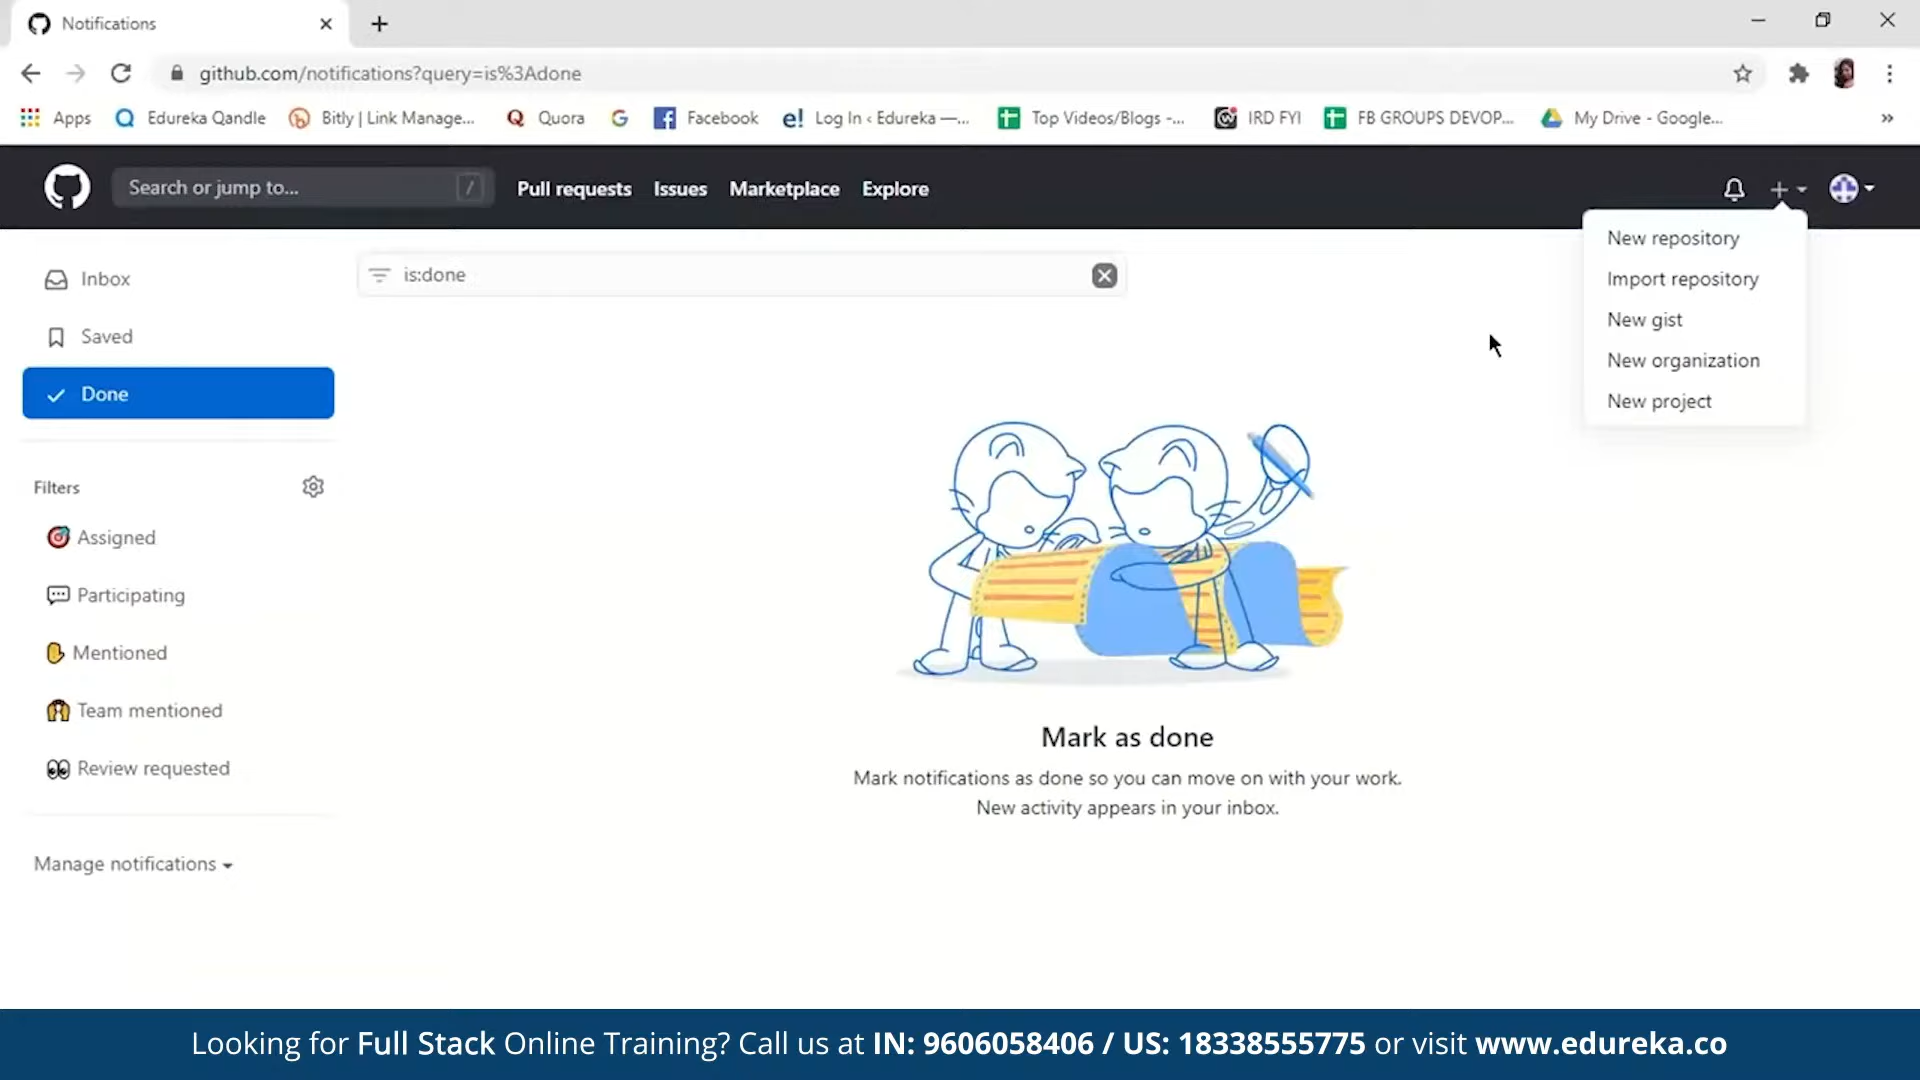 Notifications
github.com/notifications?query=is%3Adone
Apps Edureka Qandle Bitly | Link Manage... Quora Facebook Log In ‹ Edureka —... Top Videos/Blogs -... IRD FYI FB GROUPS DEVOP... My Drive - Google... »
Search or jump to... / Pull requests Issues Marketplace Explore
New repository
Import repository
New gist
New organization
New project
Inbox
Saved
Done
is:done
Filters
Assigned
Participating
Mentioned
Team mentioned
Review requested
Manage notifications
Mark as done
Mark notifications as done so you can move on with your work.
New activity appears in your inbox.
Looking for Full Stack Online Training? Call us at IN: 9606058406 / US: 18338555775 or visit www.edureka.co